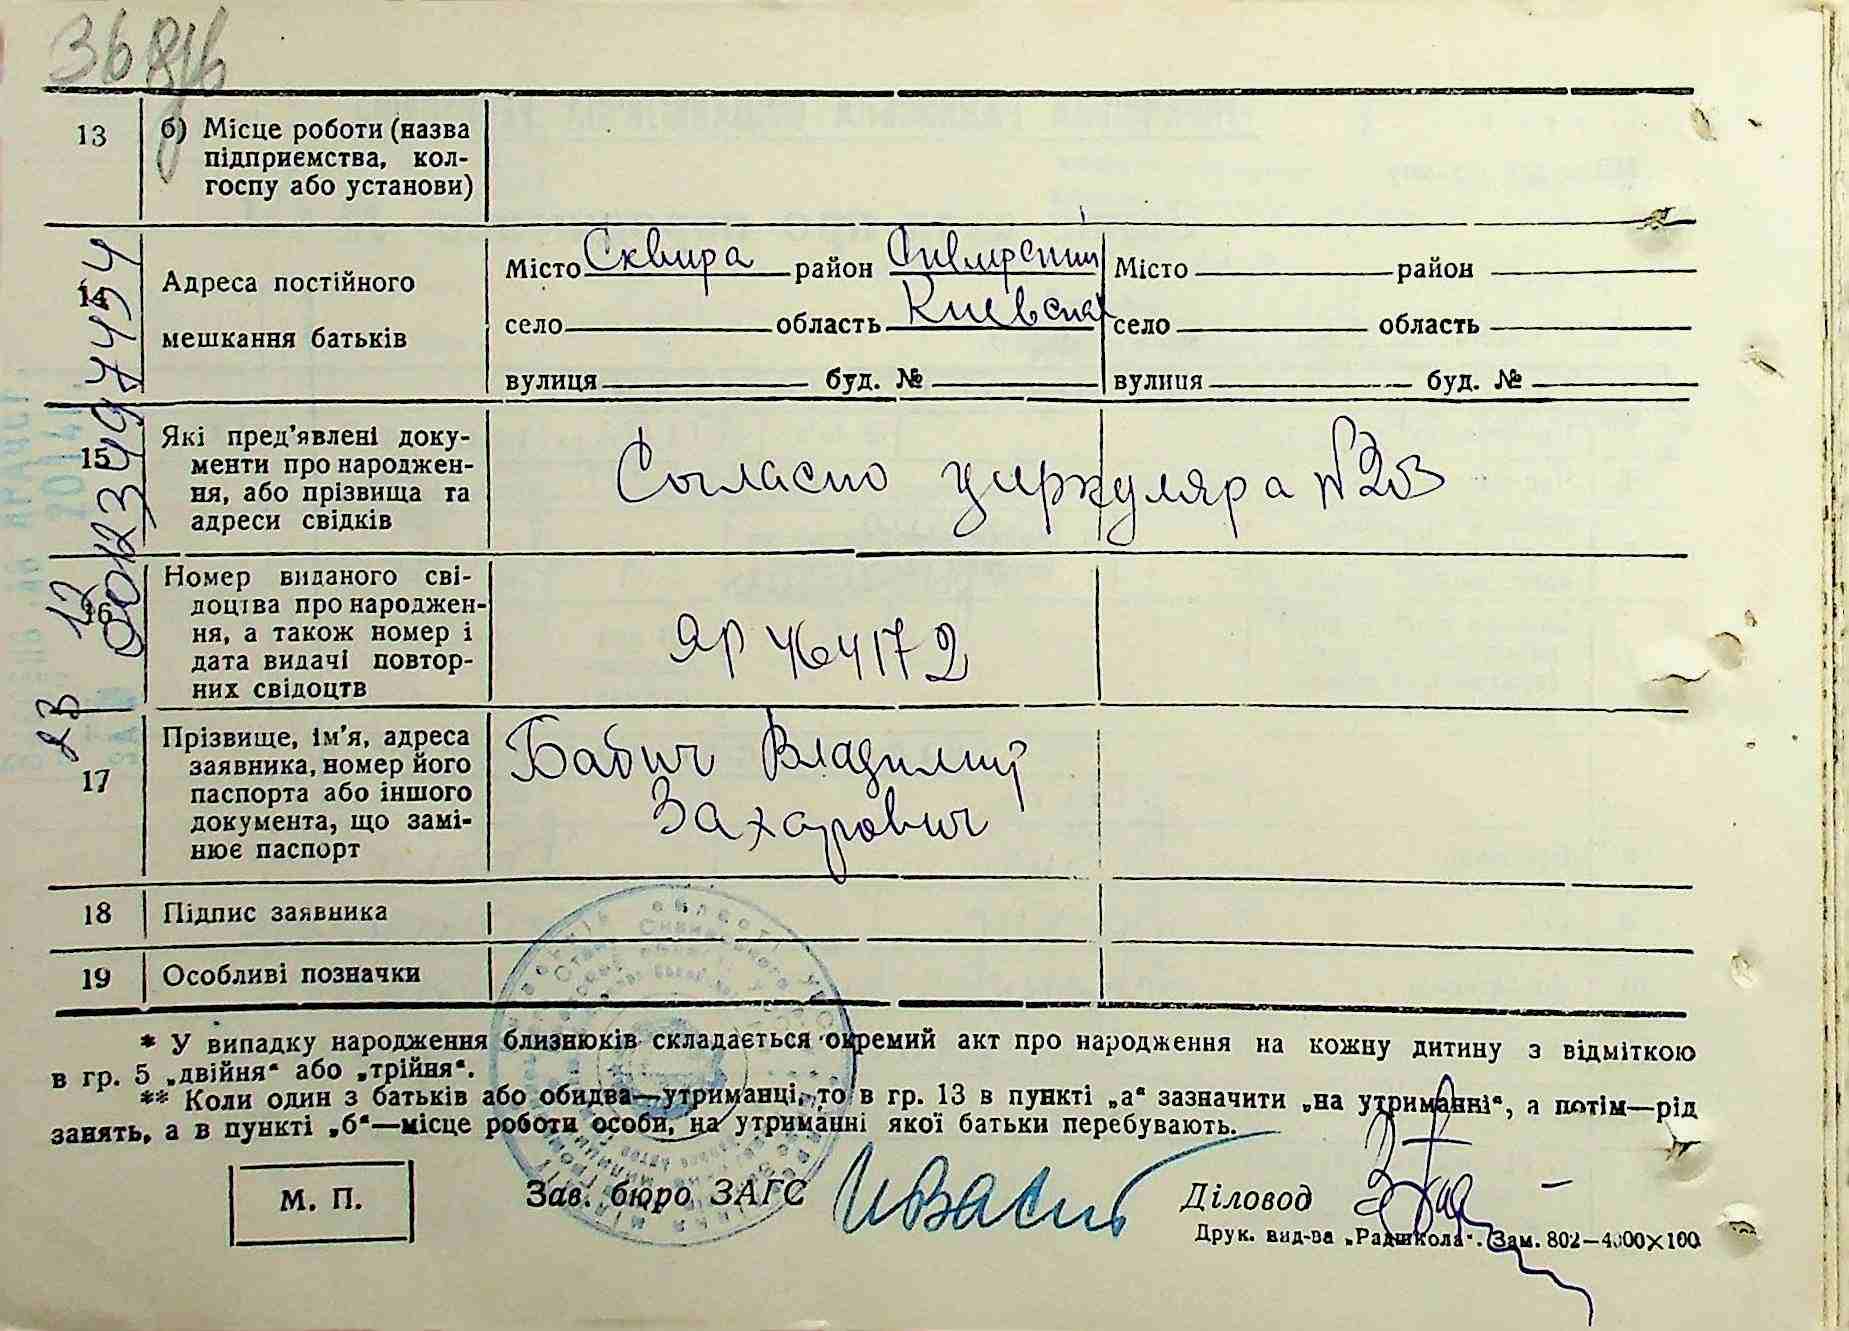 13 б) Місце роботи (назва
підприємства, кол-
госпу або установи)
14 Адреса постійного
мешкання батьків
Місто Сквира район Сквирский
село область Киевская
вулиця буд. №
Місто район
село область
вулиця буд. №
15 Які пред'явлені доку-
менти про народжен-
ня, або прізвища та
адреси свідків
Согласно циркуляра №203
16 Номер виданого сві-
доцтва про народжен-
ня, а також номер і
дата видачі повтор-
них свідоцтв
ЯР 464172
17 Прізвище, ім'я, адреса
заявника, номер його
паспорта або іншого
документа, що замі-
нює паспорт
Бабич Владимир
Захарович
18 Підпис заявника
19 Особливі позначки
* У випадку народження близнюків складається окремий акт про народження на кожну дитину з відміткою
в гр. 5 „двійня“ або „трійня“.
** Коли один з батьків або обидва—утриманці, то в гр. 13 в пункті „а“ зазначити „на утриманні“, а потім—рід
занять, а в пункті „б“—місце роботи особи, на утриманні якої батьки перебувають.
М. П.
Зав. бюро ЗАГС
Діловод
Друк. вид-ва „Радшкола“. Зам. 802—4000×100